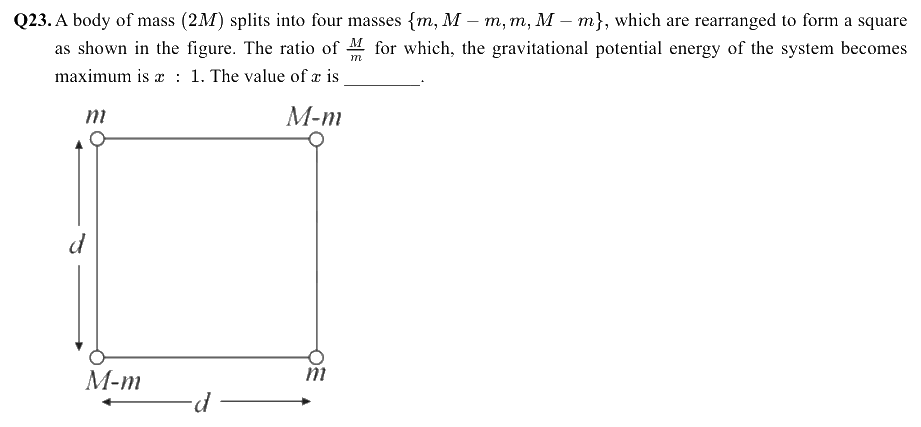 Q23. A body of mass (2M) splits into four masses {m, M − m, m, M − m}, which are rearranged to form a square
as shown in the figure. The ratio of M/m for which, the gravitational potential energy of the system becomes
maximum is x : 1. The value of x is ________.
m M-m
d
M-m m
d